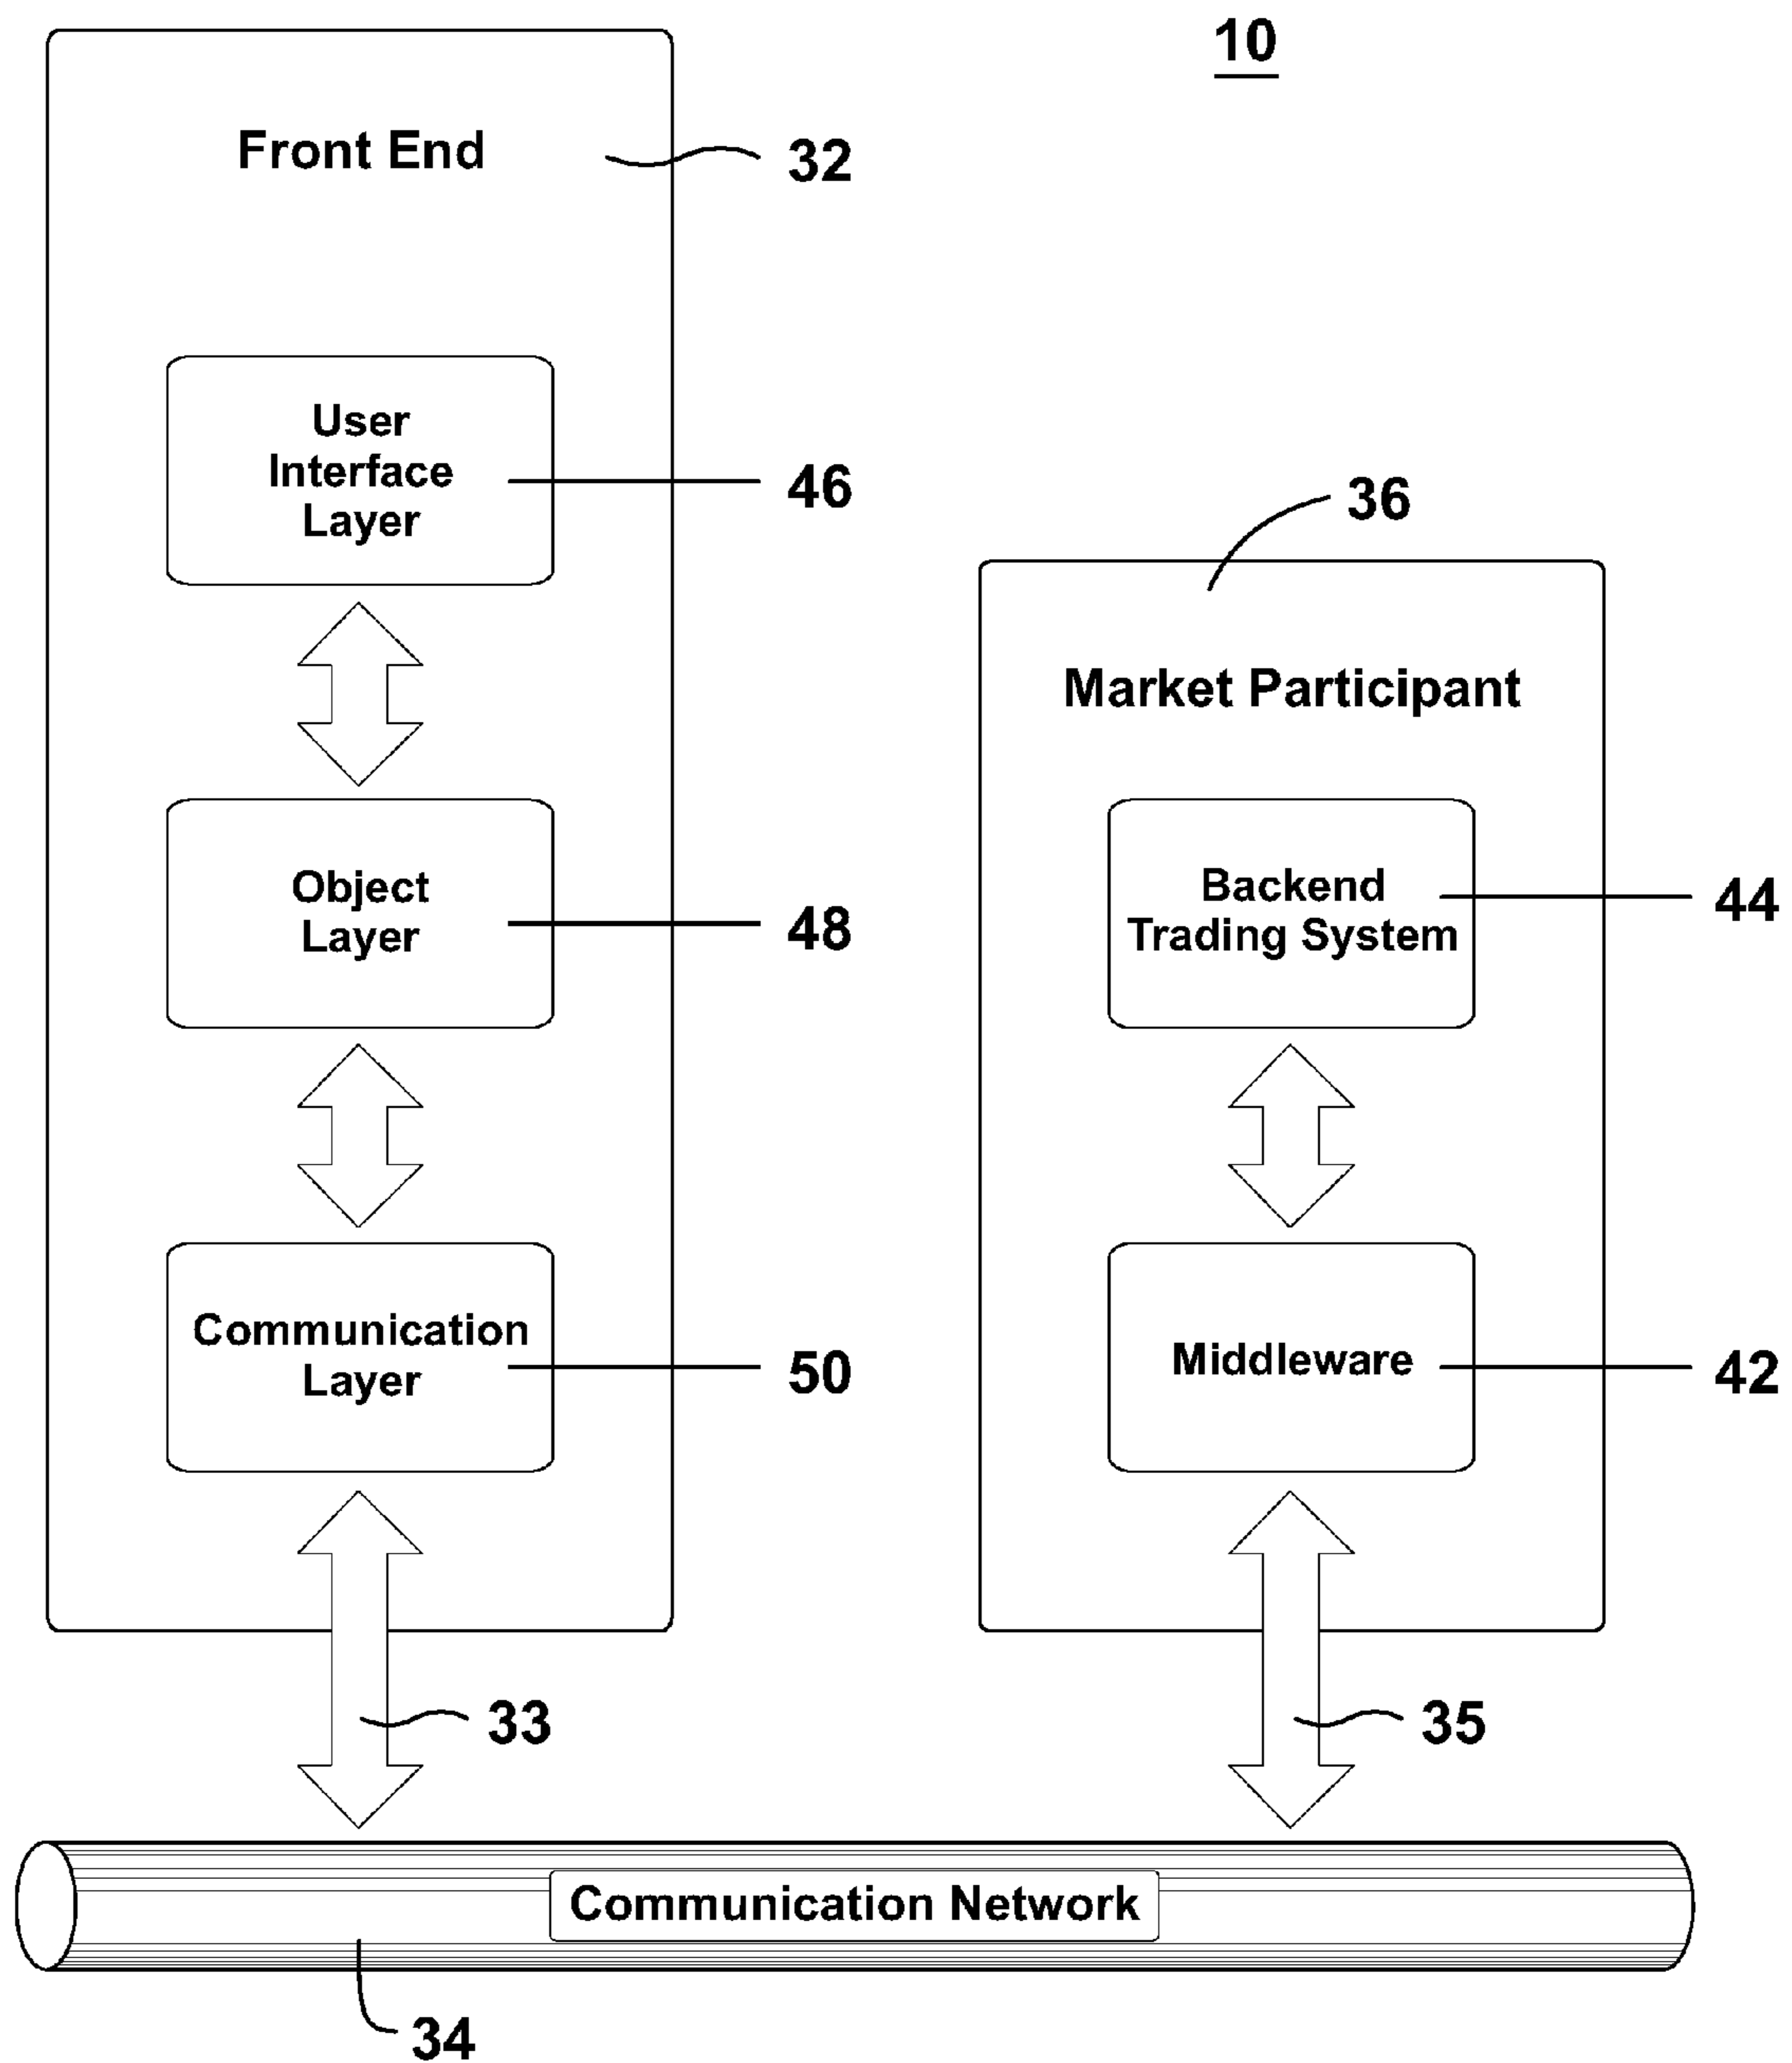 10
Front End
32
User
Interface
Layer
46
36
Market Participant
Object
Layer
48
Backend
Trading System
44
Communication
Layer
50
Middleware
42
33
35
Communication Network
34